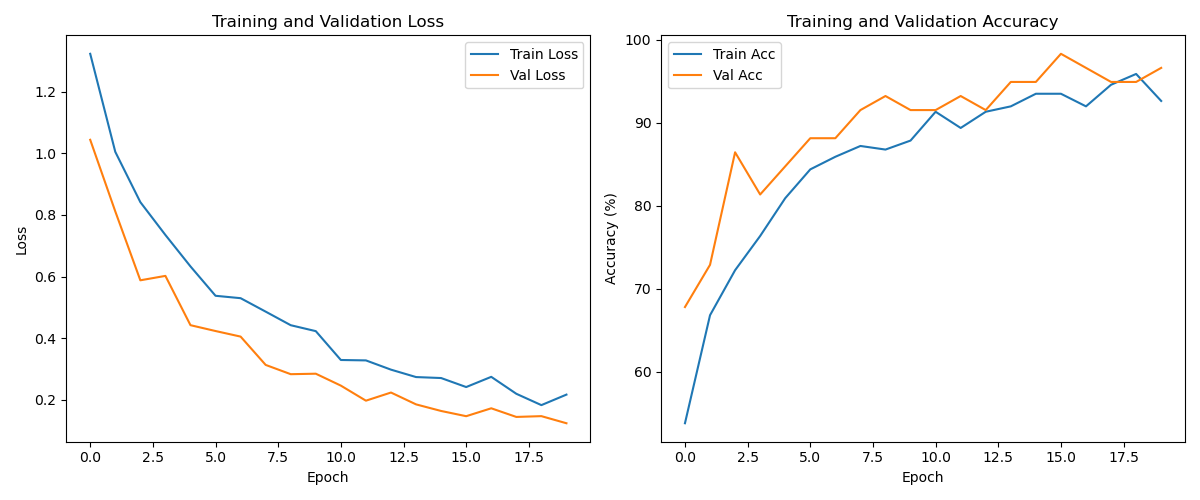 Training and Validation Loss
Train Loss
Val Loss
1.2
1.0
0.8
0.6
0.4
0.2
Loss
0.0
2.5
5.0
7.5
10.0
12.5
15.0
17.5
Epoch
Training and Validation Accuracy
Train Acc
Val Acc
100
90
80
70
60
Accuracy (%)
0.0
2.5
5.0
7.5
10.0
12.5
15.0
17.5
Epoch